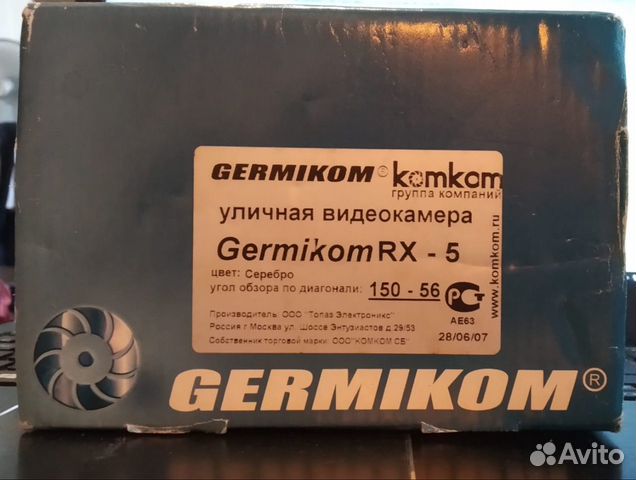 GERMIKOM® комком
группа компаний
уличная видеокамера
Germikom RX - 5
цвет: Серебро
угол обзора по диагонали: 150 - 56
www.komkom.ru
РСТ
АЕ63
Производитель: ООО "Топаз Электроникс"
Россия г Москва ул. Шоссе Энтузиастов д 29/53
28/06/07
Собственник торговой марки: ООО"КОМКОМ СБ"
GERMIKOM®
Avito